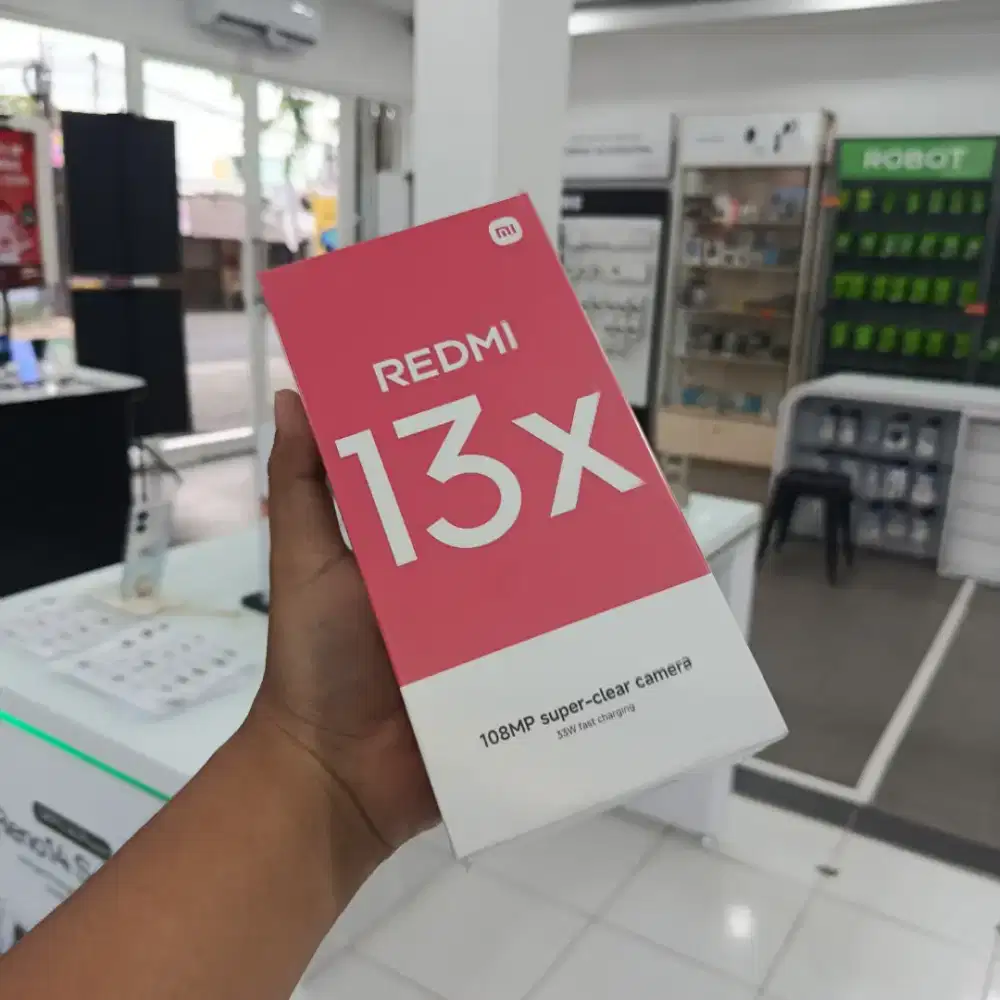 mi
REDMI
13x
108MP super-clear camera
33W fast charging
ROBOT